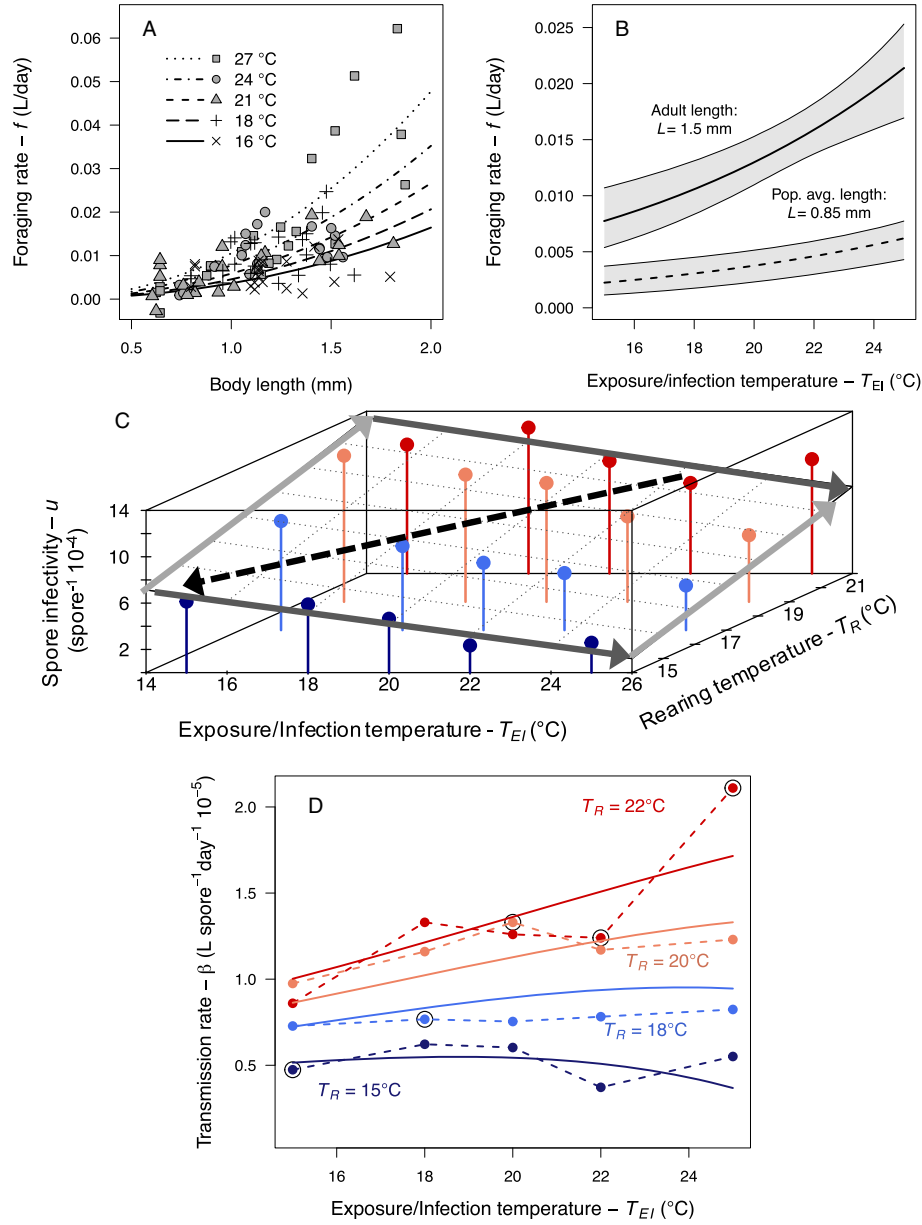 A
Foraging rate – f (L/day)
0.06
0.05
0.04
0.03
0.02
0.01
0.00
27 °C
24 °C
21 °C
18 °C
16 °C
0.5 1.0 1.5 2.0
Body length (mm)
B
Foraging rate – f (L/day)
0.025
0.020
0.015
0.010
0.005
0.000
Adult length:
L= 1.5 mm
Pop. avg. length:
L= 0.85 mm
16 18 20 22 24
Exposure/infection temperature – TEI (°C)
C
Spore infectivity – u
(spore⁻¹ 10⁻⁴)
14
10
6
2
14 16 18 20 22 24 26
Exposure/Infection temperature - TEI (°C)
15 17 19 21
Rearing temperature - TR (°C)
D
Transmission rate – β (L spore⁻¹day⁻¹ 10⁻⁵)
2.0
1.5
1.0
0.5
TR = 22°C
TR = 20°C
TR = 18°C
TR = 15°C
16 18 20 22 24
Exposure/Infection temperature – TEI (°C)